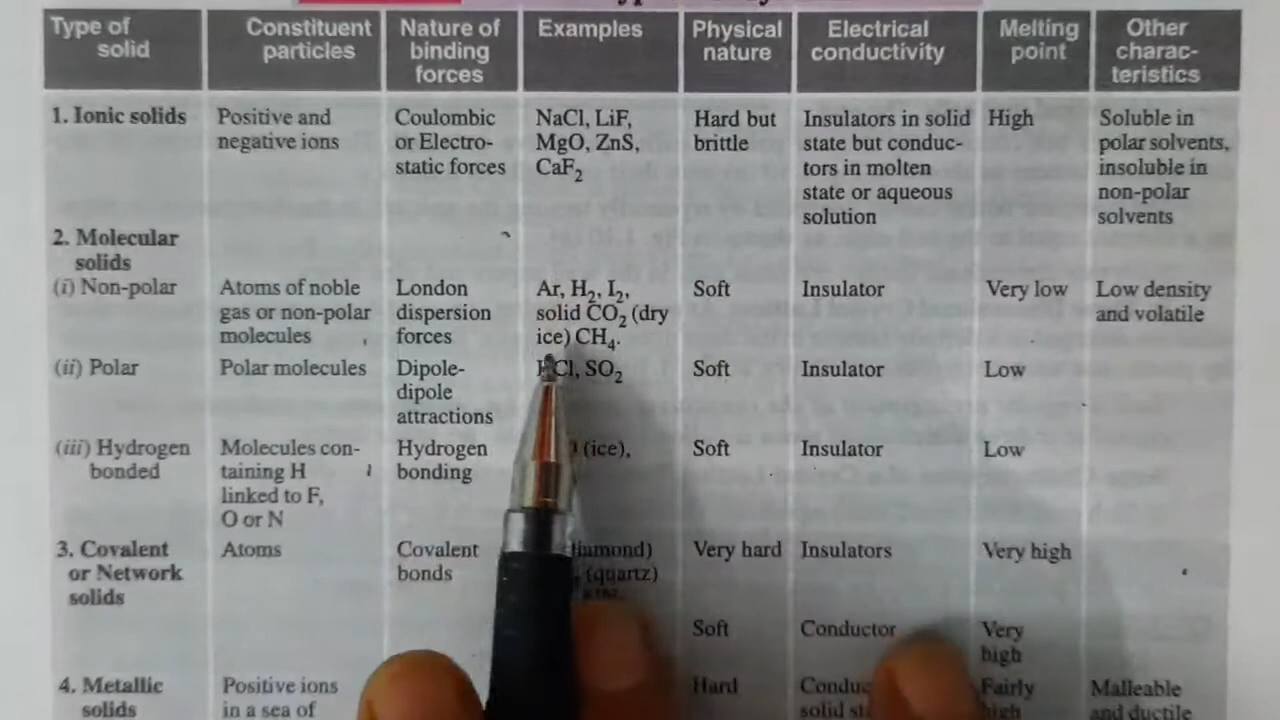 Type of solid
Constituent particles
Nature of binding forces
Examples
Physical nature
Electrical conductivity
Melting point
Other charac-teristics
1. Ionic solids
Positive and
negative ions
Coulombic
or Electro-
static forces
NaCl, LiF,
MgO, ZnS,
CaF₂
Hard but
brittle
Insulators in solid
state but conduc-
tors in molten
state or aqueous
solution
High
Soluble in
polar solvents,
insoluble in
non-polar
solvents
2. Molecular
solids
(i) Non-polar
Atoms of noble
gas or non-polar
molecules
London
dispersion
forces
Ar, H₂, I₂,
solid CO₂ (dry
ice) CH₄.
Soft
Insulator
Very low
Low density
and volatile
(ii) Polar
Polar molecules
Dipole-
dipole
attractions
SO₂
Soft
Insulator
Low
(iii) Hydrogen
bonded
Molecules con-
taining H
linked to F,
O or N
Hydrogen
bonding
(ice),
Soft
Insulator
Low
3. Covalent
or Network
solids
Atoms
Covalent
bonds
(quartz)
Very hard
Insulators
Very high
Soft
Conductor
Very
high
4. Metallic
solids
Positive ions
in a sea of
Hard
solid
Fairly
high
Malleable
and ductile